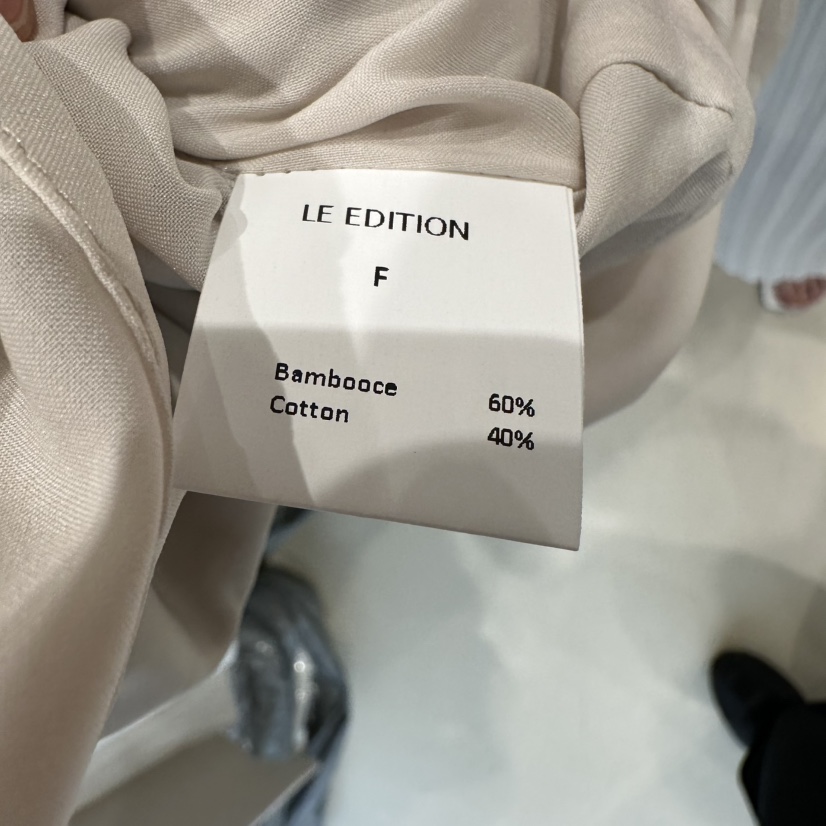 LE EDITION
F
Bambooce 60%
Cotton 40%